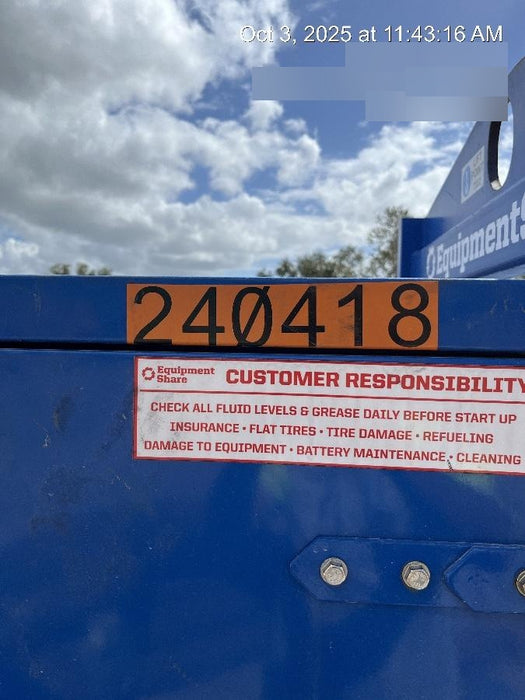 Oct 3, 2025 at 11:43:16 AM
Equipment
240418
Equipment
Share
CUSTOMER RESPONSIBILITY
CHECK ALL FLUID LEVELS & GREASE DAILY BEFORE START UP
INSURANCE • FLAT TIRES • TIRE DAMAGE • REFUELING
DAMAGE TO EQUIPMENT • BATTERY MAINTENANCE • CLEANING